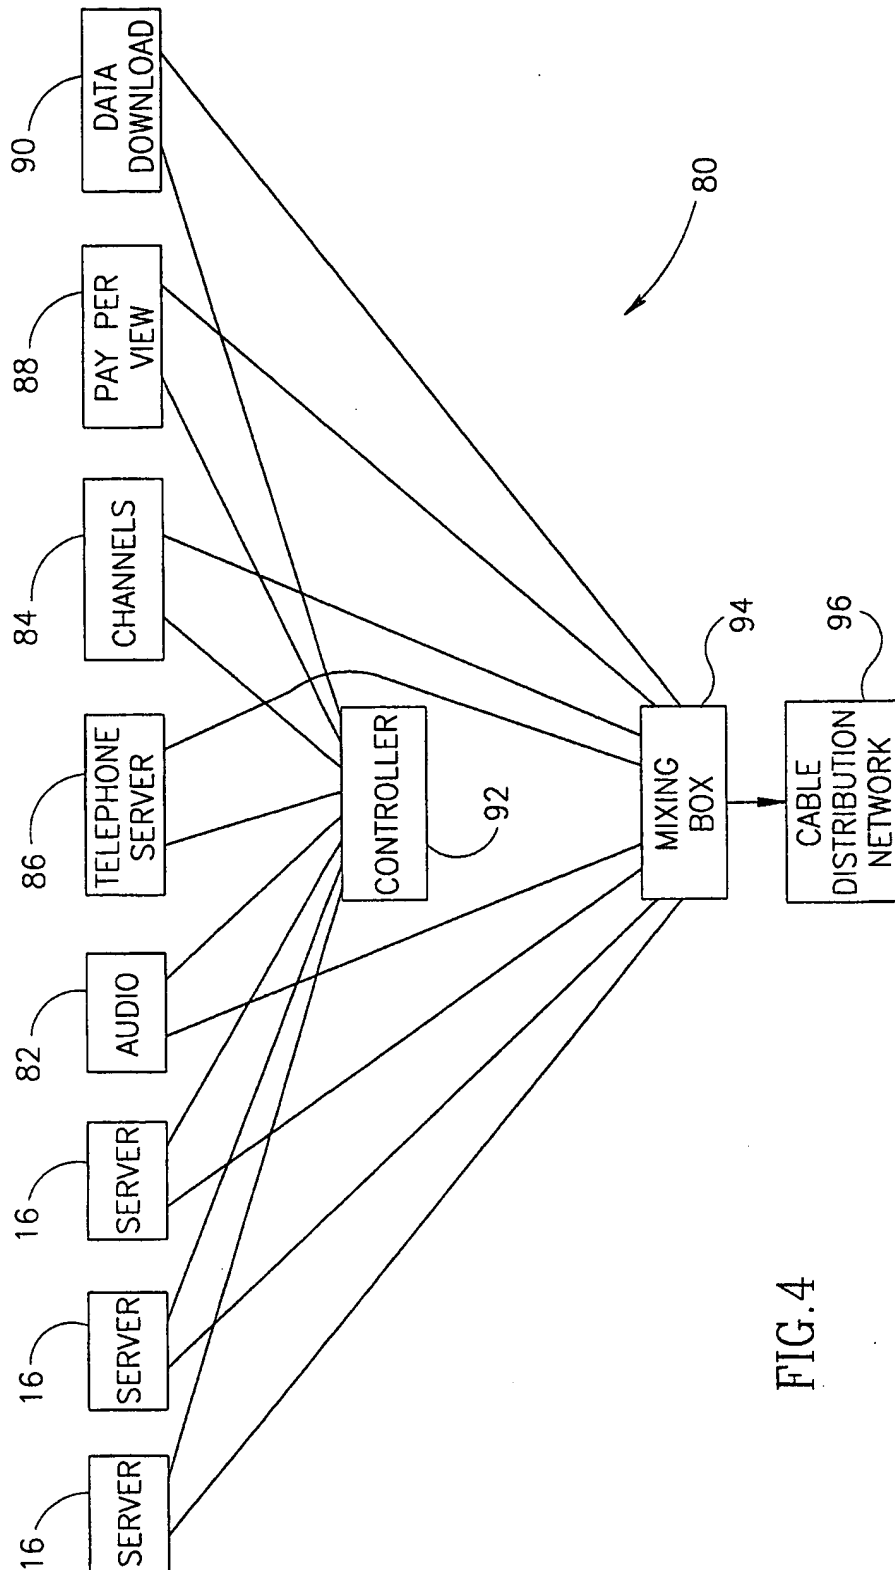 16
16
16
82
86
84
88
90
SERVER
SERVER
SERVER
AUDIO
TELEPHONE
SERVER
CHANNELS
PAY PER
VIEW
DATA
DOWNLOAD
CONTROLLER
92
80
MIXING
BOX
94
CABLE
DISTRIBUTION
NETWORK
96
FIG.4